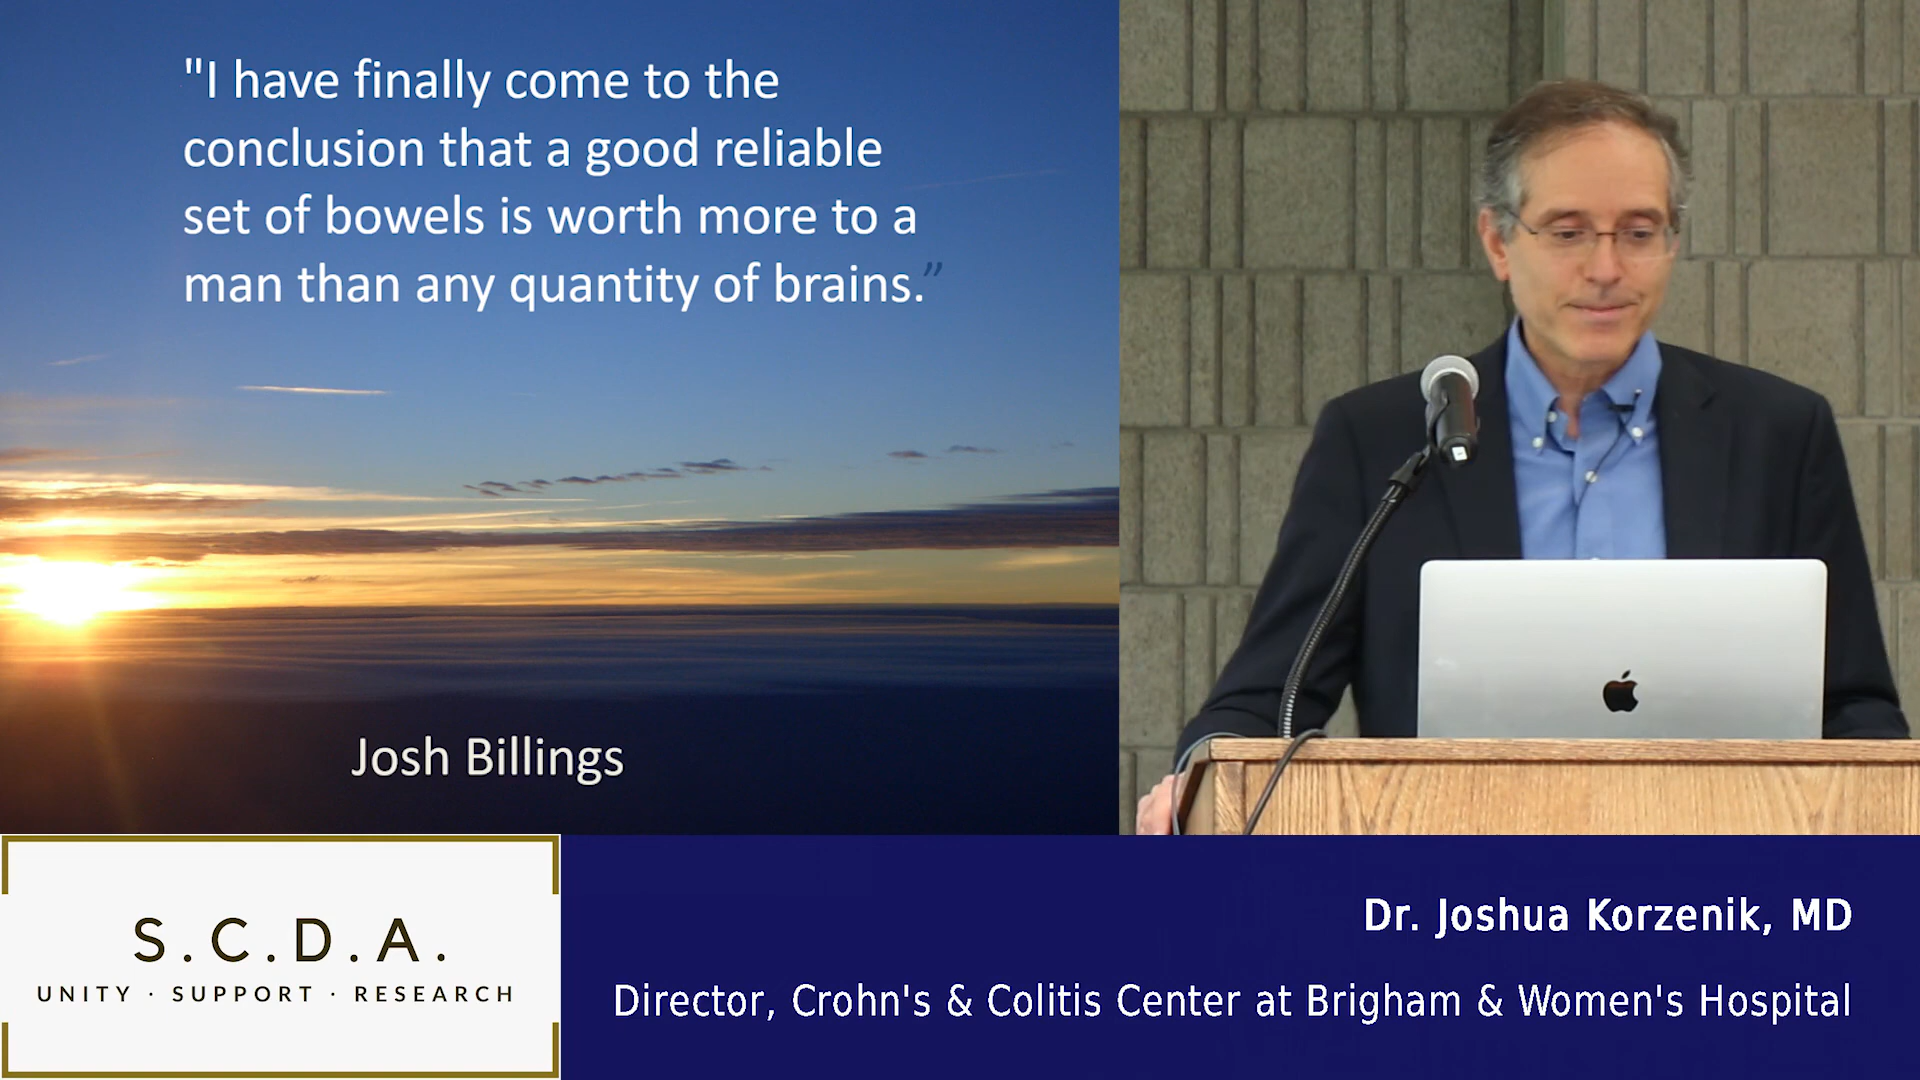 "I have finally come to the
conclusion that a good reliable
set of bowels is worth more to a
man than any quantity of brains.”
Josh Billings
S.C.D.A.
UNITY · SUPPORT · RESEARCH
Dr. Joshua Korzenik, MD
Director, Crohn's & Colitis Center at Brigham & Women's Hospital